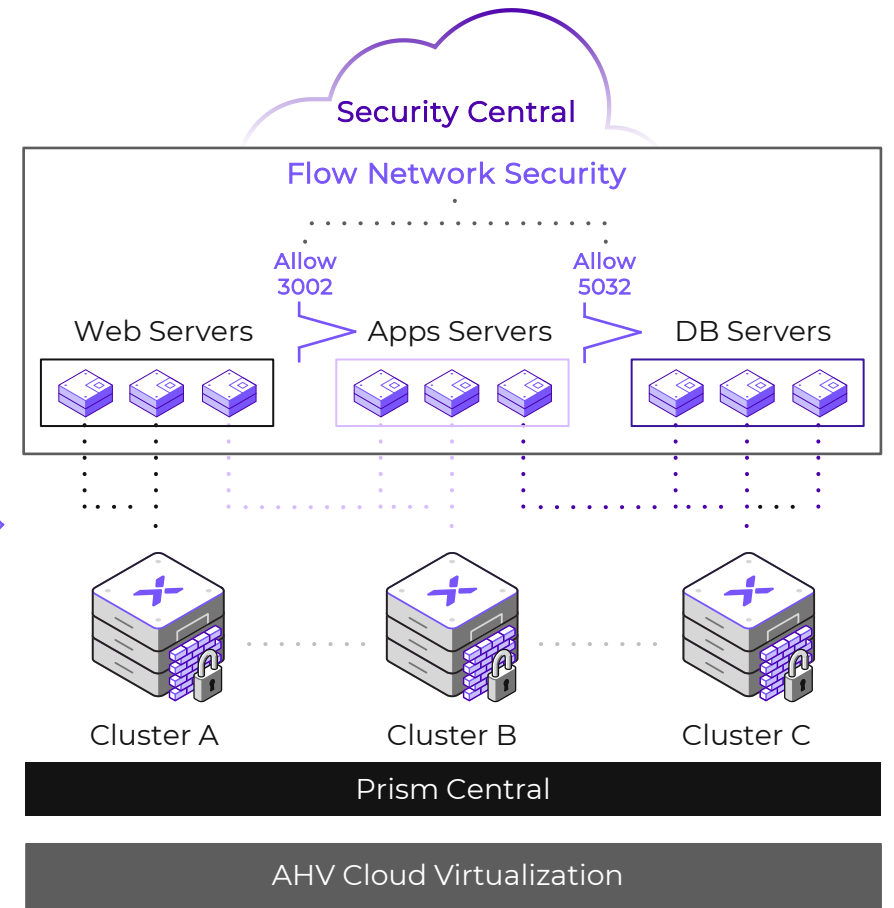 Security Central
Flow Network Security
Allow
3002
Allow
5032
Web Servers
Apps Servers
DB Servers
Cluster A
Cluster B
Cluster C
Prism Central
AHV Cloud Virtualization